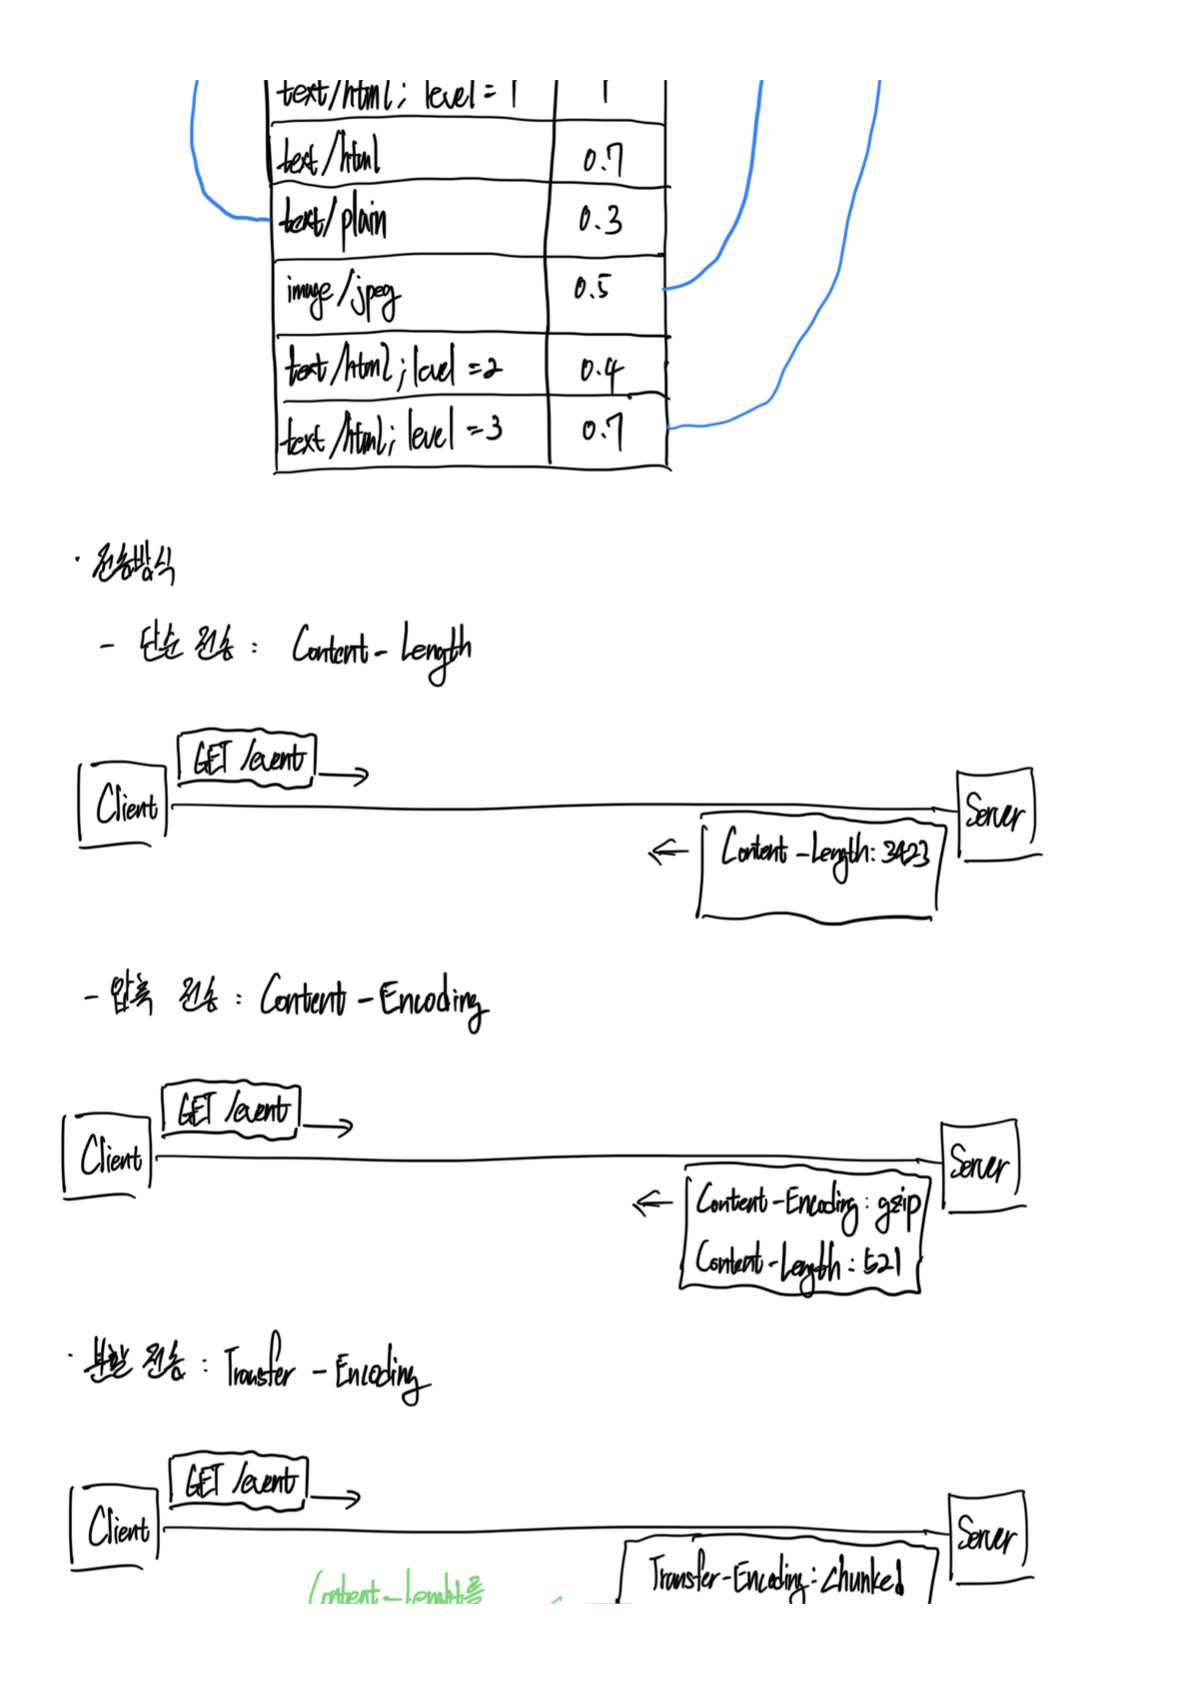 text/html; level = 1 1
text/html 0.7
text/plain 0.3
image/jpeg 0.5
text/html; level =2 0.4
text/html; level =3 0.7
· 전송방식
- 단순 전송 : Content - Length
GET /event
Client
Server
Content - Length: 3423
- 압축 전송 : Content - Encoding
GET /event
Client
Server
Content - Encoding : gzip
Content - Length : 521
· 분할 전송 : Transfer - Encoding
GET /event
Client
Server
Transfer - Encoding : chunked
Content - Lenght를